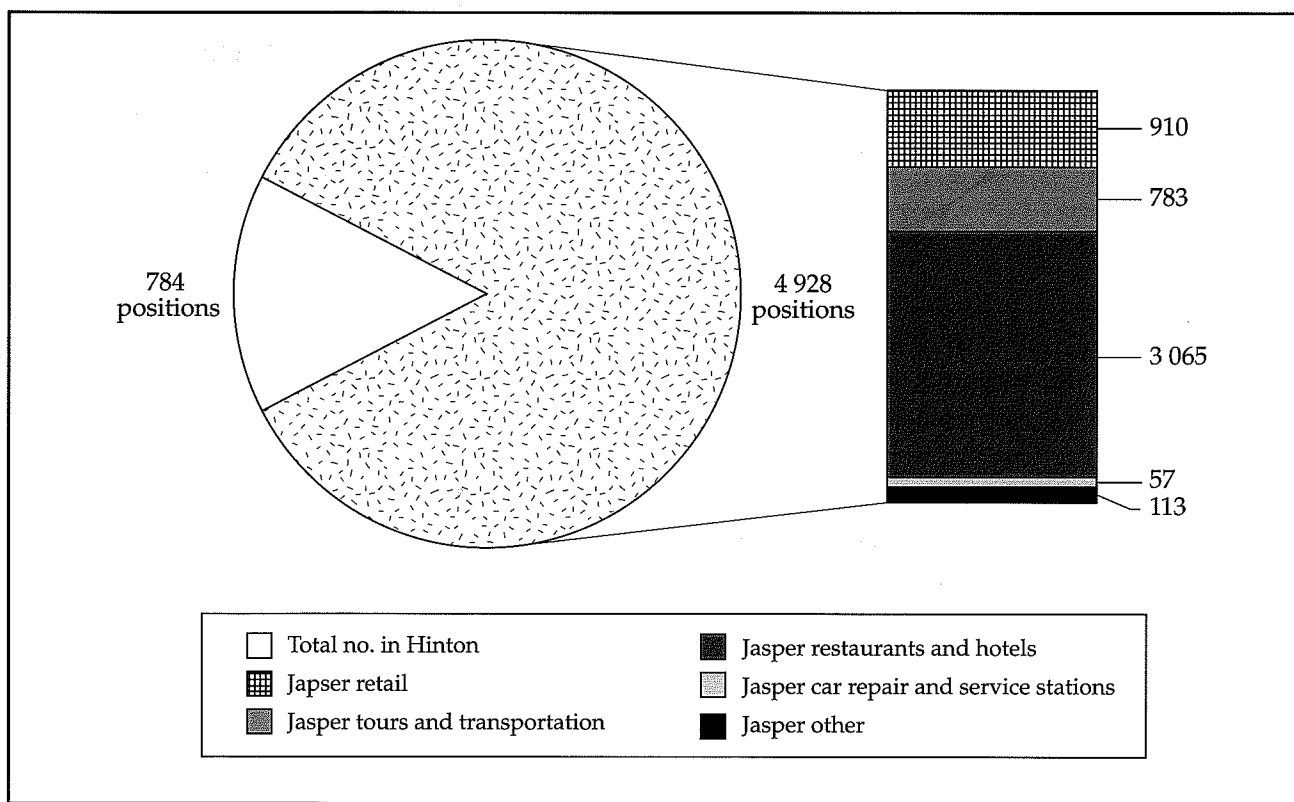 784
positions
4 928
positions
910
783
3 065
57
113
Total no. in Hinton
Japser retail
Jasper tours and transportation
Jasper restaurants and hotels
Jasper car repair and service stations
Jasper other